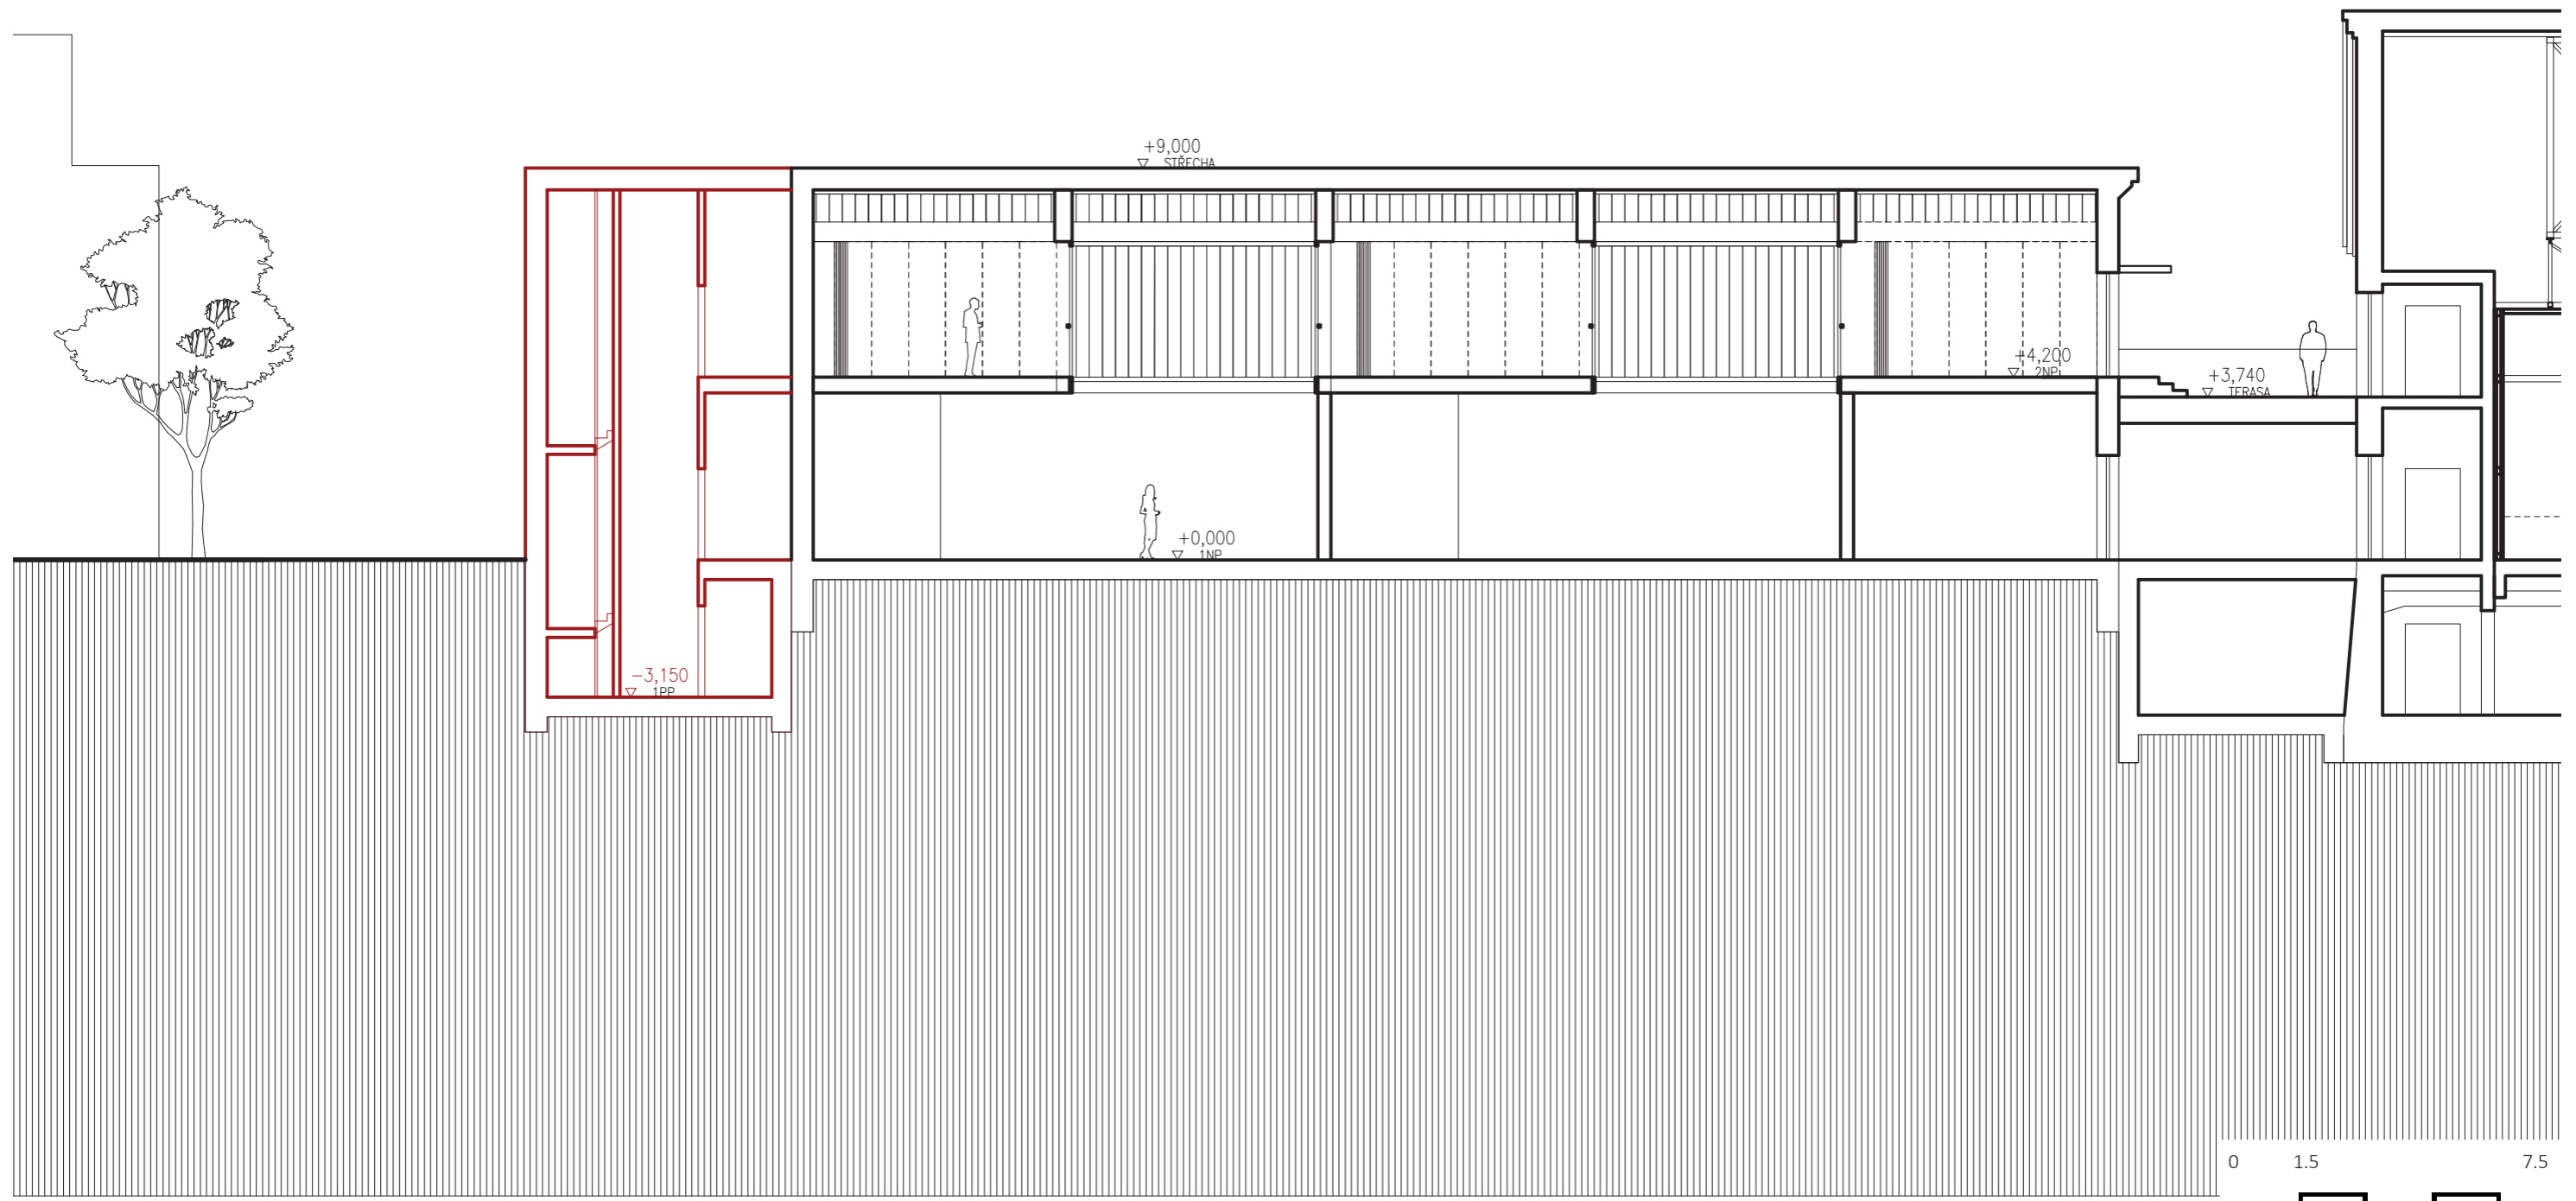 +9,000
STŘECHA
+4,200
2NP
+3,740
TERASA
+0,000
1NP
−3,150
1PP
0 1.5 7.5